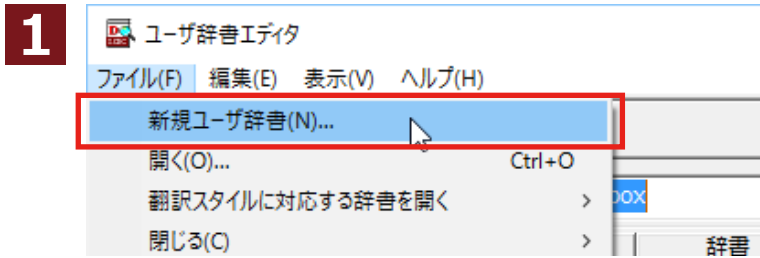 1
ユーザ辞書エディタ
ファイル(F) 編集(E) 表示(V) ヘルプ(H)
新規ユーザ辞書(N)...
開く(O)... Ctrl+O
翻訳スタイルに対応する辞書を開く >
box
閉じる(C) >
辞書